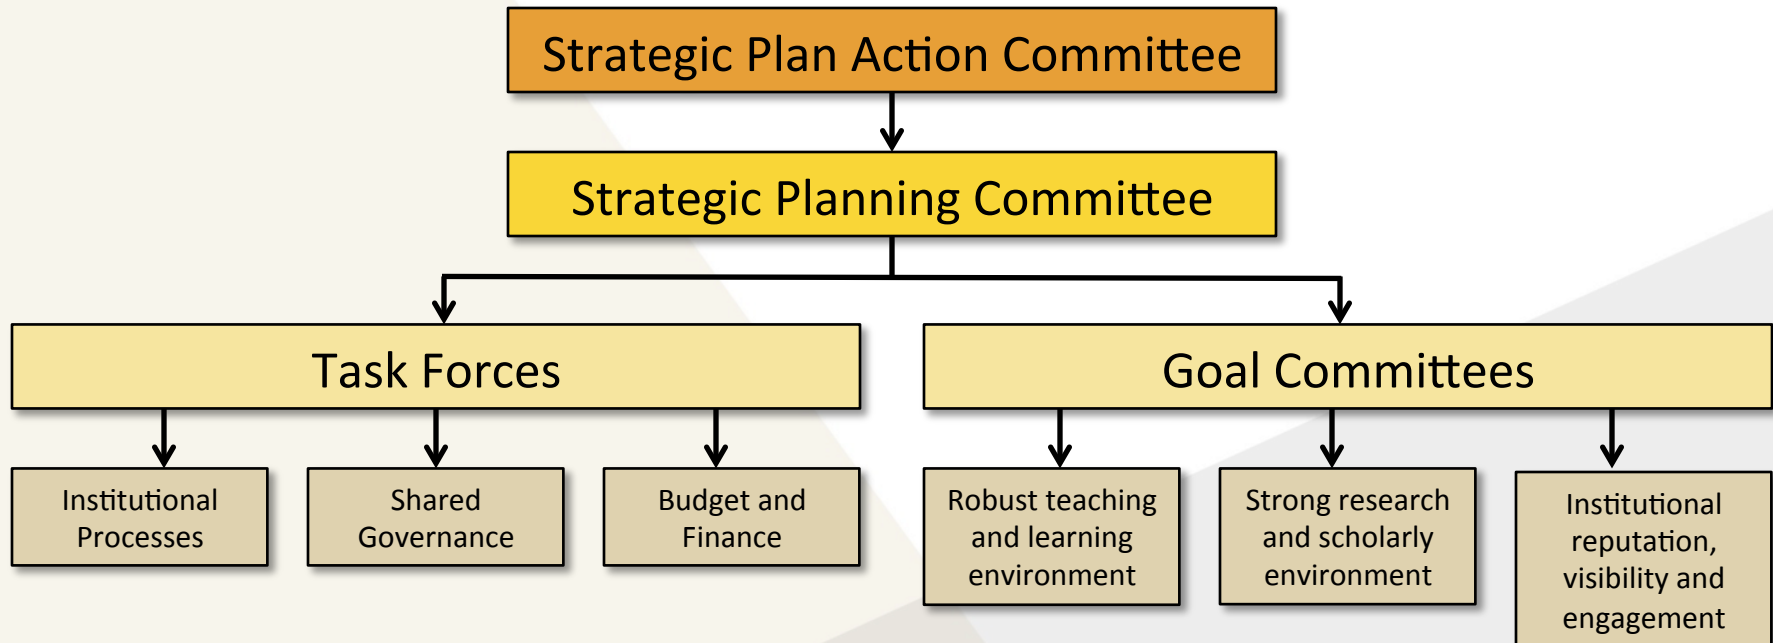 Strategic Plan Action Committee
Strategic Planning Committee
Task Forces
Goal Committees
Institutional
Processes
Shared
Governance
Budget and
Finance
Robust teaching
and learning
environment
Strong research
and scholarly
environment
Institutional
reputation,
visibility and
engagement